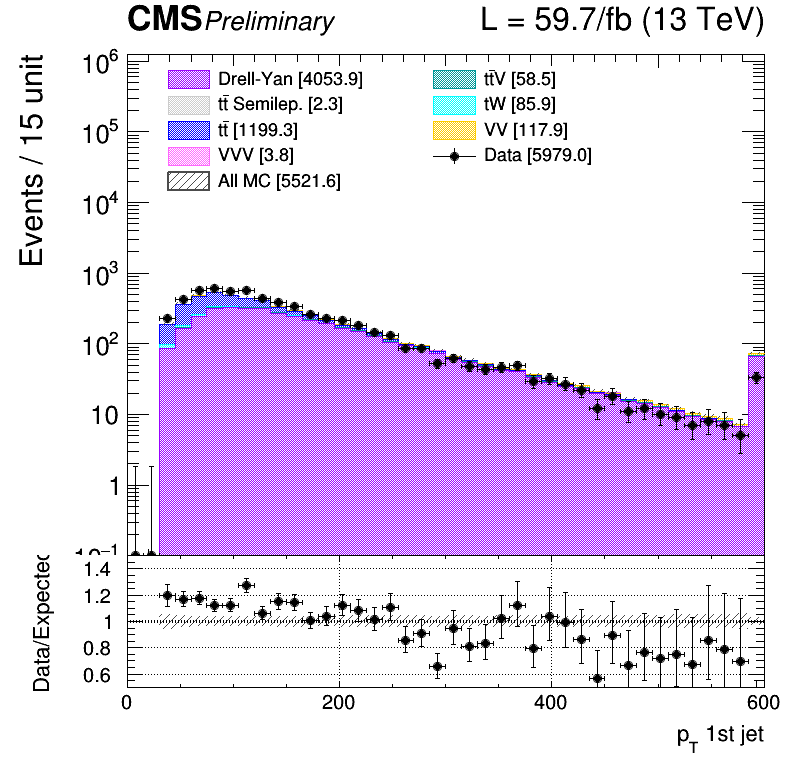 CMS Preliminary L = 59.7/fb (13 TeV)
Events / 15 unit
10⁶
10⁵
10⁴
10³
10²
10
1
10⁻¹
Drell-Yan [4053.9]
tt̄ Semilep. [2.3]
tt̄ [1199.3]
VVV [3.8]
All MC [5521.6]
tt̄V [58.5]
tW [85.9]
VV [117.9]
Data [5979.0]
Data/Expected
1.4
1.2
1
0.8
0.6
0 200 400 600
p_T 1st jet